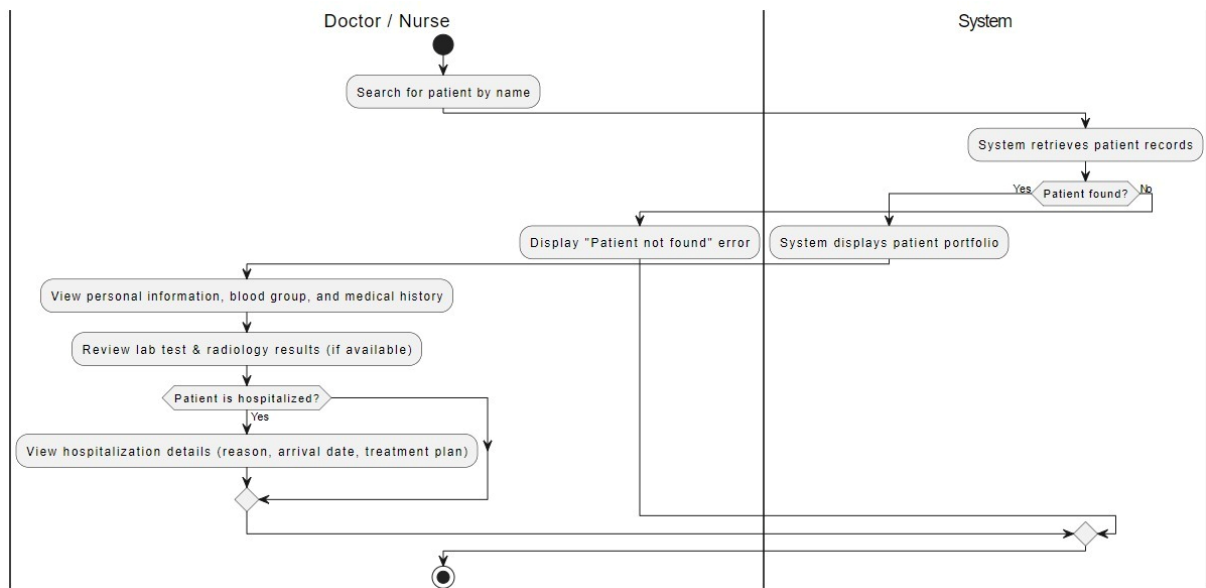 Doctor / Nurse
System
Search for patient by name
System retrieves patient records
Yes
Patient found?
No
Display "Patient not found" error
System displays patient portfolio
View personal information, blood group, and medical history
Review lab test & radiology results (if available)
Patient is hospitalized?
Yes
View hospitalization details (reason, arrival date, treatment plan)